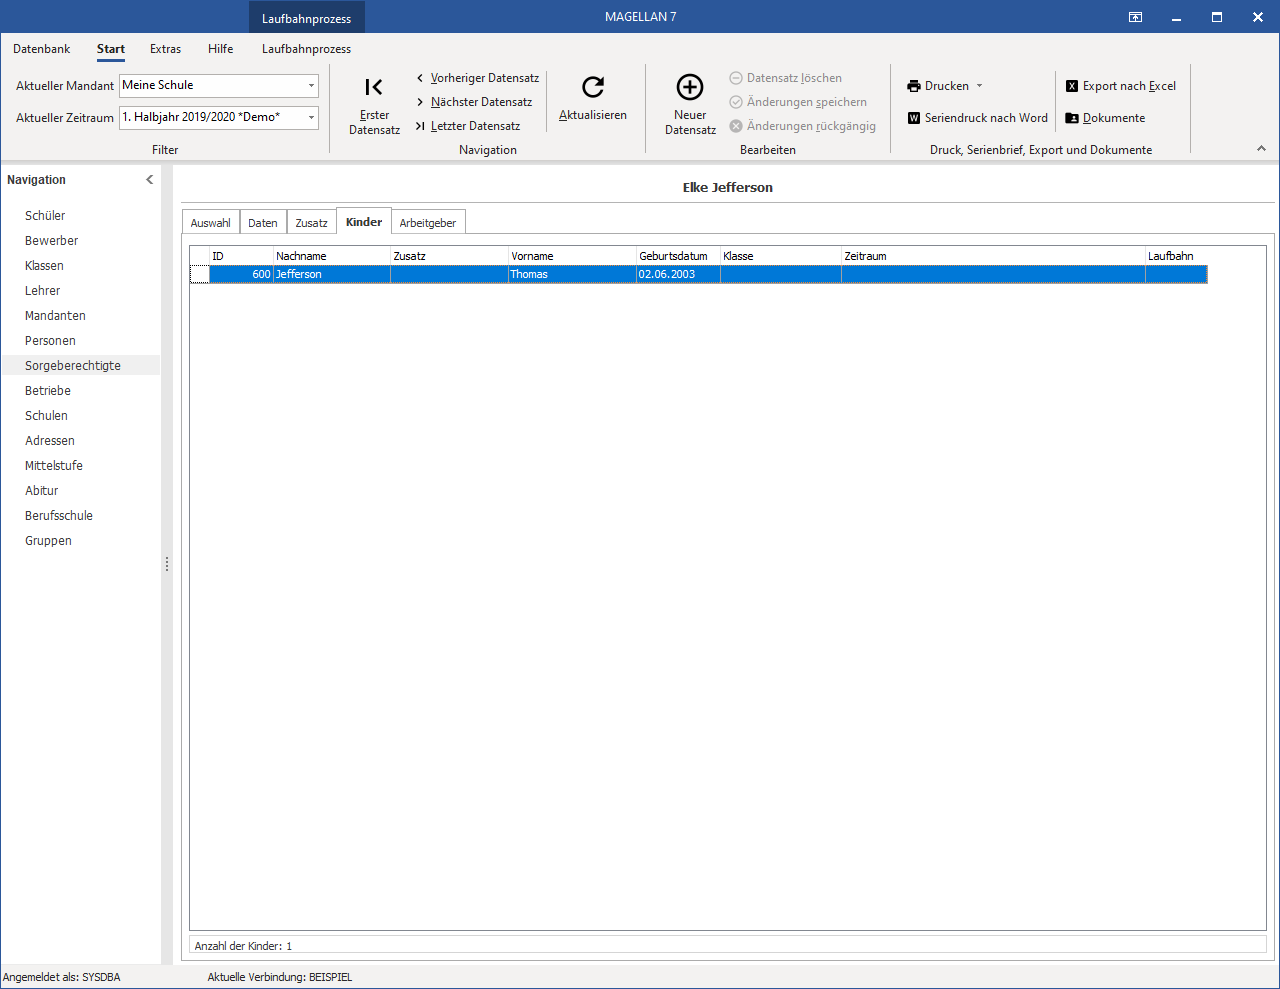 Laufbahnprozess MAGELLAN 7
Datenbank Start Extras Hilfe Laufbahnprozess
Aktueller Mandant Meine Schule
Aktueller Zeitraum 1. Halbjahr 2019/2020 *Demo*
Filter
Erster
Datensatz
Vorheriger Datensatz
Nächster Datensatz
Letzter Datensatz
Aktualisieren
Navigation
Neuer
Datensatz
Datensatz löschen
Änderungen speichern
Änderungen rückgängig
Bearbeiten
Drucken
Seriendruck nach Word
Export nach Excel
Dokumente
Druck, Serienbrief, Export und Dokumente
Navigation
Schüler
Bewerber
Klassen
Lehrer
Mandanten
Personen
Sorgeberechtigte
Betriebe
Schulen
Adressen
Mittelstufe
Abitur
Berufsschule
Gruppen
Elke Jefferson
Auswahl Daten Zusatz Kinder Arbeitgeber
ID Nachname Zusatz Vorname Geburtsdatum Klasse Zeitraum Laufbahn
600 Jefferson Thomas 02.06.2003
Anzahl der Kinder: 1
Angemeldet als: SYSDBA Aktuelle Verbindung: BEISPIEL